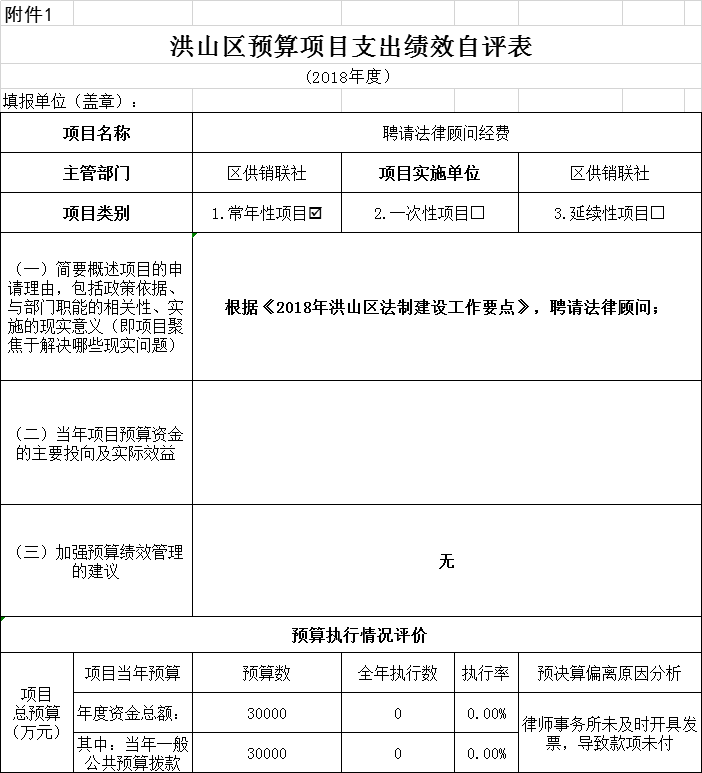 附件1
洪山区预算项目支出绩效自评表
(2018年度)
填报单位（盖章）：
项目名称 聘请法律顾问经费
主管部门 区供销联社 项目实施单位 区供销联社
项目类别 1.常年性项目☑ 2.一次性项目□ 3.延续性项目□
（一）简要概述项目的申
请理由，包括政策依据、
与部门职能的相关性、实
施的现实意义（即项目聚
焦于解决哪些现实问题）
根据《2018年洪山区法制建设工作要点》，聘请法律顾问；
（二）当年项目预算资金
的主要投向及实际效益
（三）加强预算绩效管理
的建议
无
预算执行情况评价
项目
总预算
（万元）
项目当年预算 预算数 全年执行数 执行率 预决算偏离原因分析
年度资金总额： 30000 0 0.00%
律师事务所未及时开具发
票，导致款项未付
其中：当年一般
公共预算拨款
30000 0 0.00%